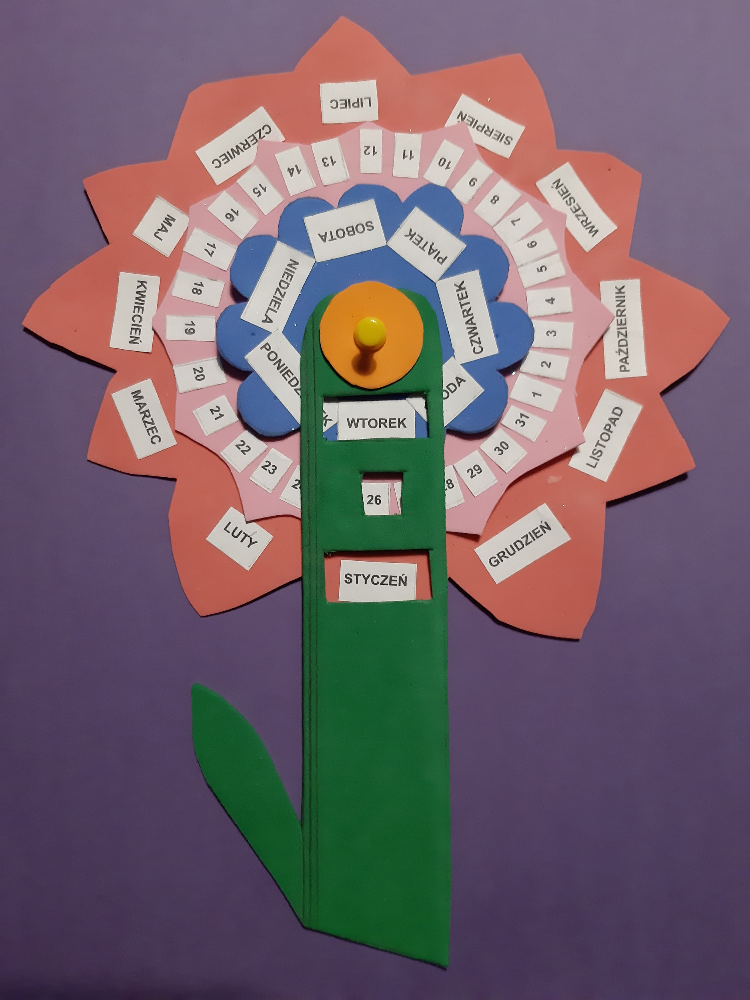 LIPIEC
SIERPIEŃ
WRZESIEŃ
PAŹDZIERNIK
LISTOPAD
GRUDZIEŃ
STYCZEŃ
LUTY
MARZEC
KWIECIEŃ
MAJ
CZERWIEC
12
11
10
9
8
7
6
5
4
3
2
1
31
30
29
26
23
22
21
20
19
18
17
16
15
14
13
SOBOTA
PIĄTEK
CZWARTEK
WTOREK
NIEDZIELA